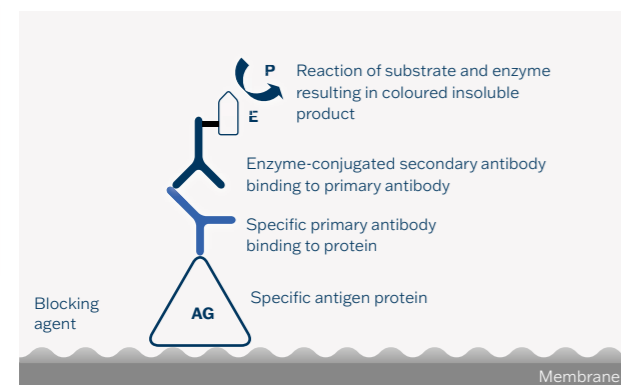 P
Reaction of substrate and enzyme
resulting in coloured insoluble
product
E
Enzyme-conjugated secondary antibody
binding to primary antibody
Specific primary antibody
binding to protein
Specific antigen protein
AG
Blocking
agent
Membrane